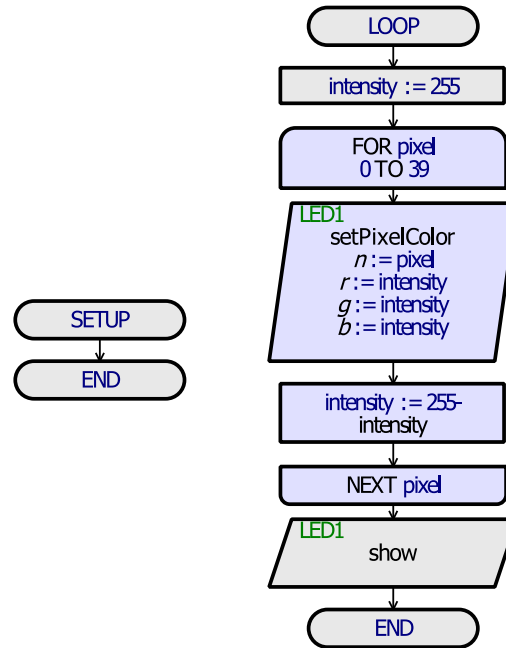 LOOP
intensity := 255
FOR pixel
0 TO 39
LED1
setPixelColor
n := pixel
r := intensity
g := intensity
b := intensity
intensity := 255-
intensity
NEXT pixel
LED1
show
END
SETUP
END